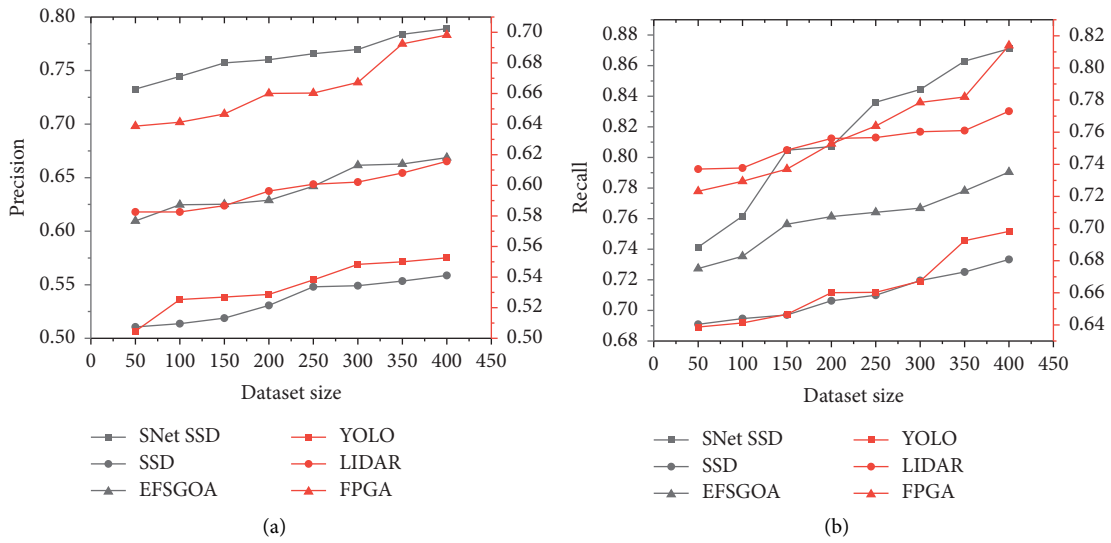 0.80
0.75
0.70
0.65
0.60
0.55
0.50
Precision
0.70
0.68
0.66
0.64
0.62
0.60
0.58
0.56
0.54
0.52
0.50
0 50 100 150 200 250 300 350 400 450
Dataset size
SNet SSD
SSD
EFSGOA
YOLO
LIDAR
FPGA
(a)
0.88
0.86
0.84
0.82
0.80
0.78
0.76
0.74
0.72
0.70
0.68
Recall
0.82
0.80
0.78
0.76
0.74
0.72
0.70
0.68
0.66
0.64
0 50 100 150 200 250 300 350 400 450
Dataset size
SNet SSD
SSD
EFSGOA
YOLO
LIDAR
FPGA
(b)